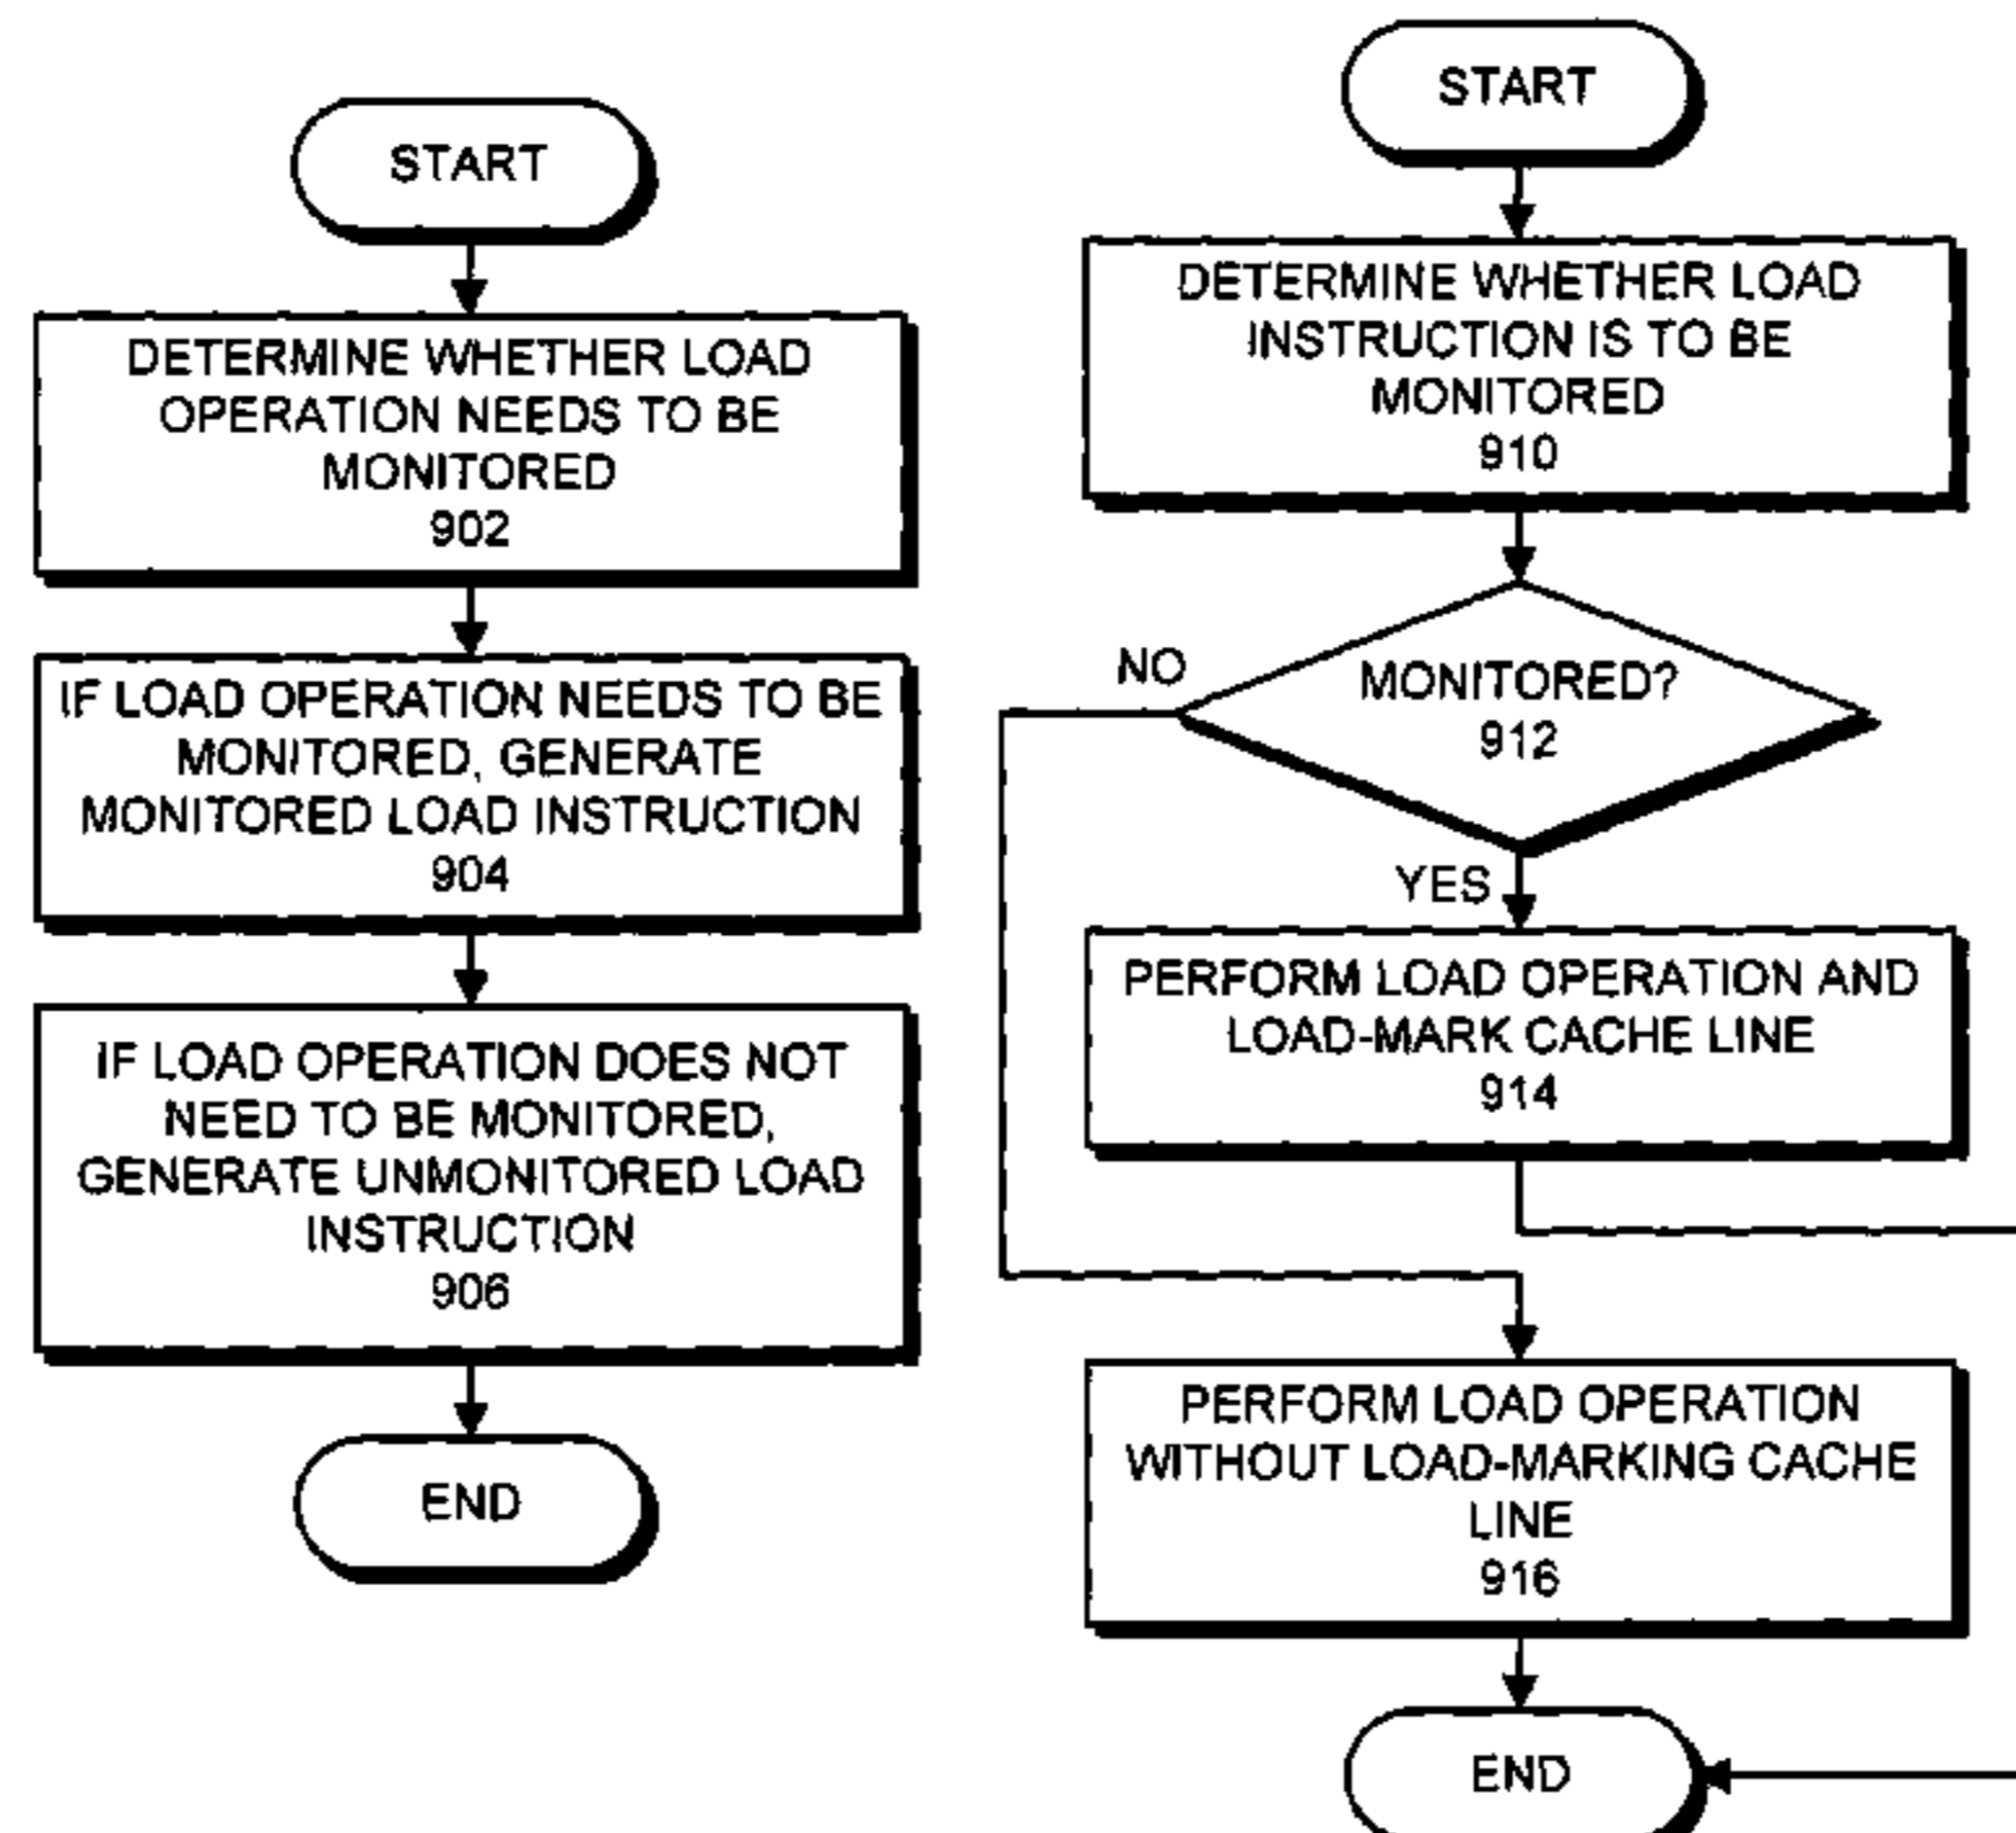 START
DETERMINE WHETHER LOAD
OPERATION NEEDS TO BE
MONITORED
902
IF LOAD OPERATION NEEDS TO BE
MONITORED, GENERATE
MONITORED LOAD INSTRUCTION
904
IF LOAD OPERATION DOES NOT
NEED TO BE MONITORED,
GENERATE UNMONITORED LOAD
INSTRUCTION
906
END
START
DETERMINE WHETHER LOAD
INSTRUCTION IS TO BE
MONITORED
910
NO
MONITORED?
912
YES
PERFORM LOAD OPERATION AND
LOAD-MARK CACHE LINE
914
PERFORM LOAD OPERATION
WITHOUT LOAD-MARKING CACHE
LINE
916
END